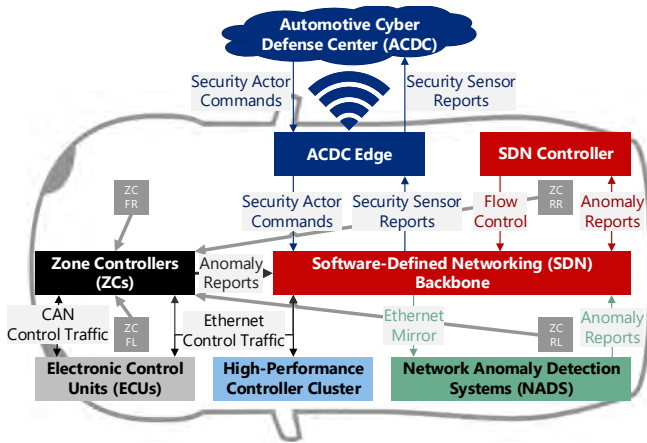 Automotive Cyber
Defense Center (ACDC)
Security Actor
Commands
Security Sensor
Reports
ACDC Edge
SDN Controller
ZC
FR
Security Actor
Commands
Security Sensor
Reports
Flow
Control
ZC
RR
Anomaly
Reports
Zone Controllers
(ZCs)
Anomaly
Reports
Software-Defined Networking (SDN)
Backbone
CAN
Control Traffic
ZC
FL
Ethernet
Control Traffic
Ethernet
Mirror
ZC
RL
Anomaly
Reports
Electronic Control
Units (ECUs)
High-Performance
Controller Cluster
Network Anomaly Detection
Systems (NADS)